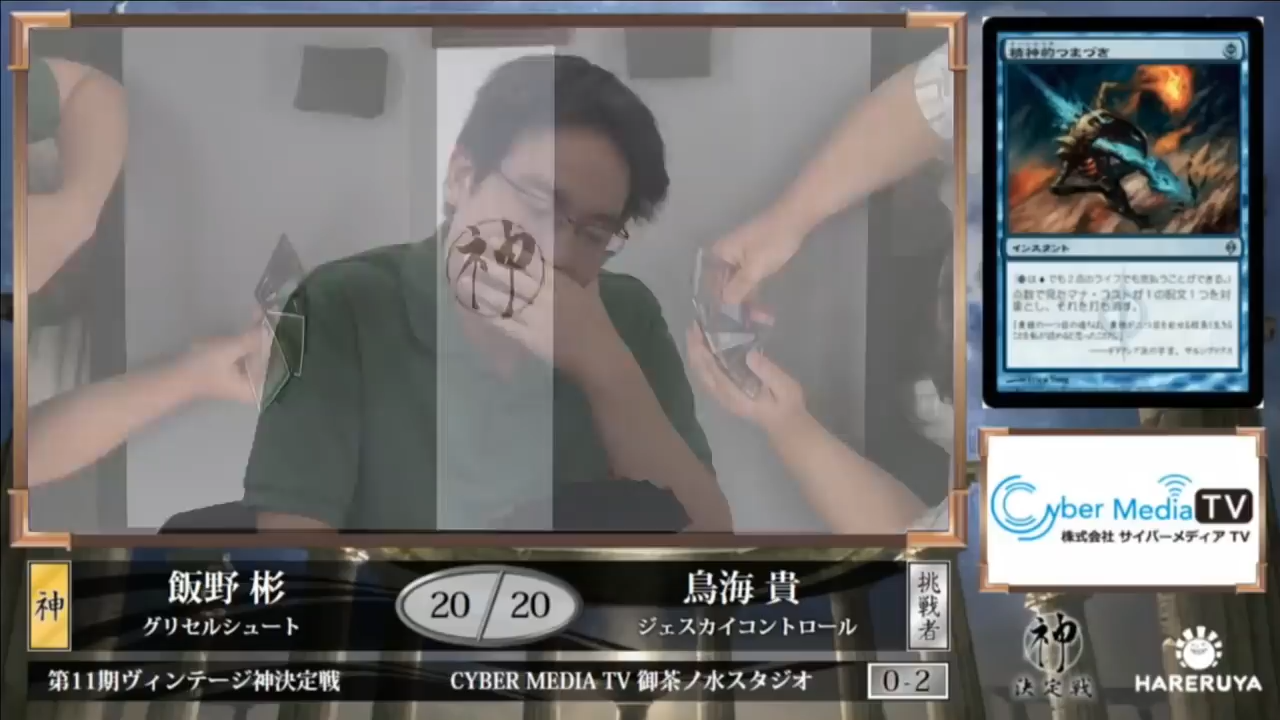 精神的つまづき
インスタント
神
Cyber Media TV
株式会社 サイバーメディア TV
神
飯野 彬
グリセルシュート
20 / 20
鳥海 貴
ジェスカイコントロール
挑戦者
第11期ヴィンテージ神決定戦
CYBER MEDIA TV 御茶ノ水スタジオ
0-2
神
決定戦
HARERUYA